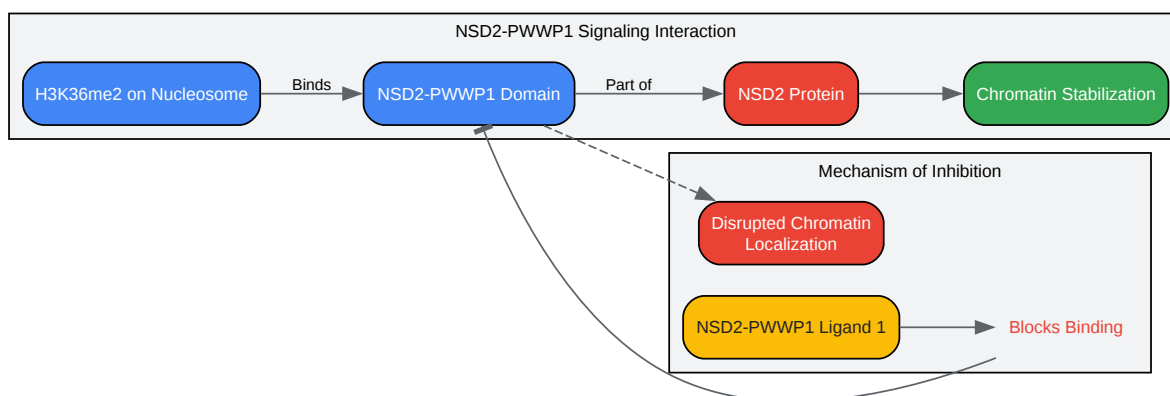 NSD2-PWWP1 Signaling Interaction
H3K36me2 on Nucleosome
Binds
NSD2-PWWP1 Domain
Part of
NSD2 Protein
Chromatin Stabilization
Mechanism of Inhibition
Disrupted Chromatin
Localization
NSD2-PWWP1 Ligand 1
Blocks Binding